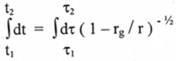 t₂ τ₂
∫dt = ∫dτ ( 1 – r_g / r )^-½
t₁ τ₁